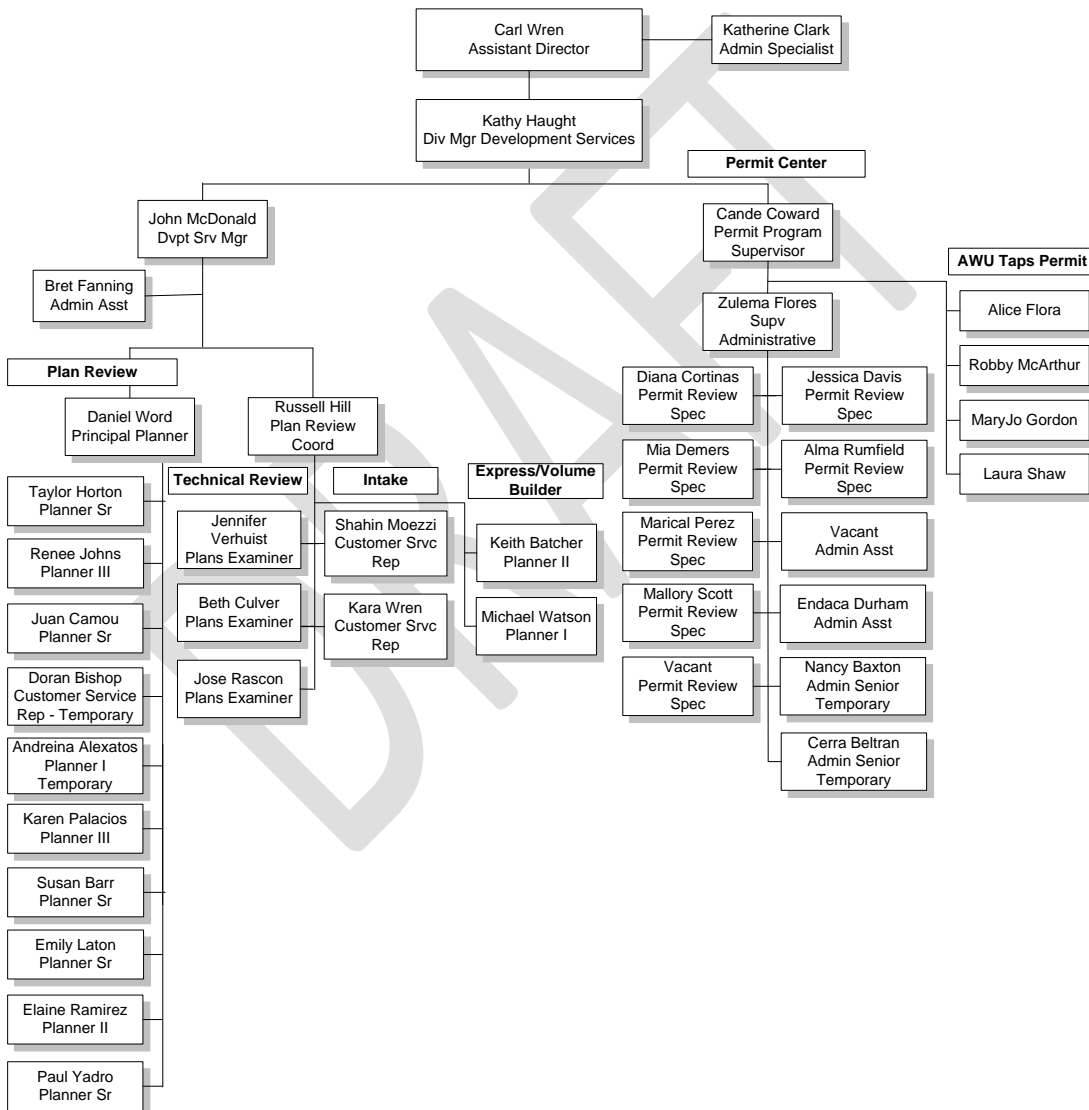 Carl Wren
Assistant Director
Katherine Clark
Admin Specialist
Kathy Haught
Div Mgr Development Services
Permit Center
John McDonald
Dvpt Srv Mgr
Cande Coward
Permit Program
Supervisor
Bret Fanning
Admin Asst
AWU Taps Permit
Alice Flora
Robby McArthur
MaryJo Gordon
Laura Shaw
Zulema Flores
Supv
Administrative
Plan Review
Daniel Word
Principal Planner
Russell Hill
Plan Review
Coord
Taylor Horton
Planner Sr
Renee Johns
Planner III
Juan Camou
Planner Sr
Doran Bishop
Customer Service
Rep - Temporary
Andreina Alexatos
Planner I
Temporary
Karen Palacios
Planner III
Susan Barr
Planner Sr
Emily Laton
Planner Sr
Elaine Ramirez
Planner II
Paul Yadro
Planner Sr
Technical Review
Jennifer
Verhuist
Plans Examiner
Beth Culver
Plans Examiner
Jose Rascon
Plans Examiner
Intake
Shahin Moezzi
Customer Srvc
Rep
Kara Wren
Customer Srvc
Rep
Express/Volume
Builder
Keith Batcher
Planner II
Michael Watson
Planner I
Diana Cortinas
Permit Review
Spec
Jessica Davis
Permit Review
Spec
Mia Demers
Permit Review
Spec
Alma Rumfield
Permit Review
Spec
Marical Perez
Permit Review
Spec
Vacant
Admin Asst
Mallory Scott
Permit Review
Spec
Endaca Durham
Admin Asst
Vacant
Permit Review
Spec
Nancy Baxton
Admin Senior
Temporary
Cerra Beltran
Admin Senior
Temporary
DRAFT